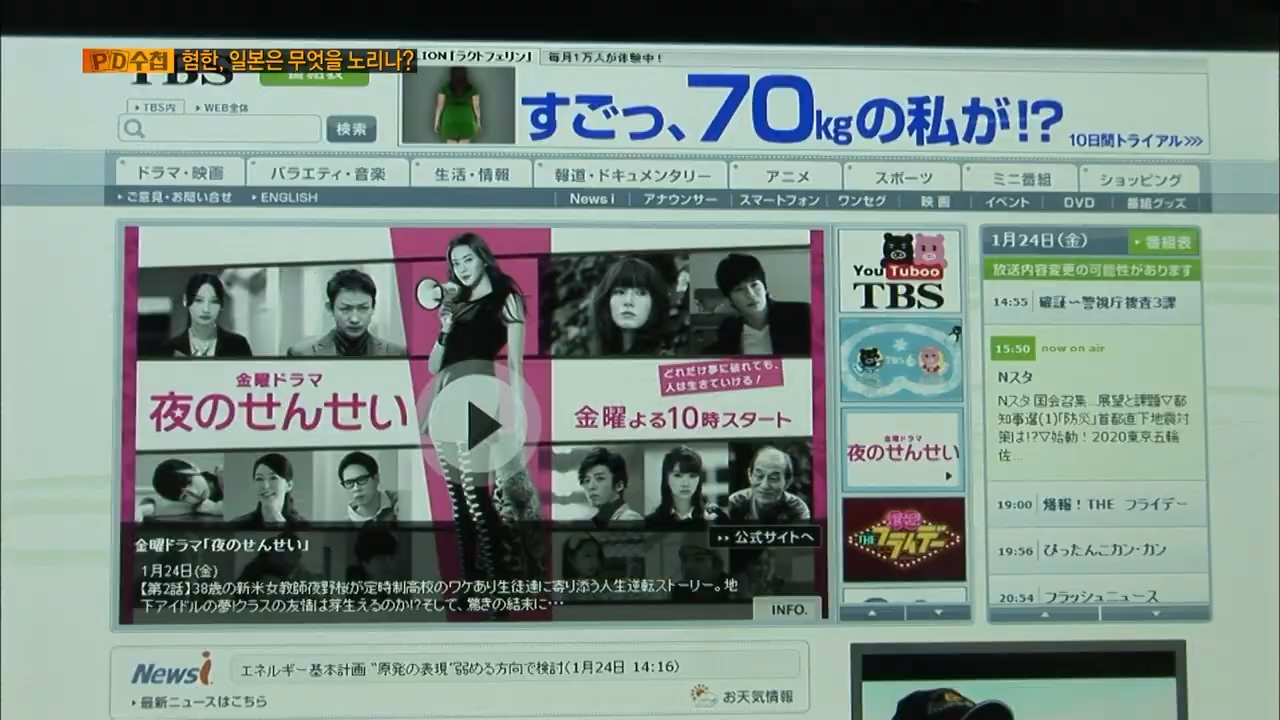 PD수첩 혐한, 일본은 무엇을 노리나?
TBS
番組表
LION「ラクトフェリン」 毎月1万人が体験中！
すごっ、70kgの私が!?
10日間トライアル>>>
TBS内 WEB全体
検索
ドラマ・映画 バラエティ・音楽 生活・情報 報道・ドキュメンタリー アニメ スポーツ ミニ番組 ショッピング
ご意見・お問い合せ ENGLISH News i アナウンサー スマートフォン ワンセグ 映画 イベント DVD 番組グッズ
金曜ドラマ
夜のせんせい
どれだけ夢に破れても、
人は生きていける！
金曜よる10時スタート
公式サイトへ
金曜ドラマ「夜のせんせい」
1月24日(金)
【第2話】38歳の新米女教師夜野桜が定時制高校のワケあり生徒達に寄り添う人生逆転ストーリー。地
下アイドルの夢!クラスの友情は芽生えるのか!?そして、驚きの結末に…
INFO.
You Tuboo
TBS
TBS
金曜ドラマ
夜のせんせい
爆報
THE
フライデー
1月24日(金) 番組表
放送内容変更の可能性があります
14:55 確証～警視庁捜査3課
15:50 now on air
Nスタ
Nスタ 国会召集…展望と課題▽都
知事選(1)「防災」首都直下地震対
策は!?▽始動！2020東京五輪
佐...
19:00 爆報！THE フライデー
19:56 ぴったんこカン・カン
20:54 フラッシュニュース
News i
エネルギー基本計画 “原発の表現”弱める方向で検討(1月24日 14:16)
最新ニュースはこちら
お天気情報